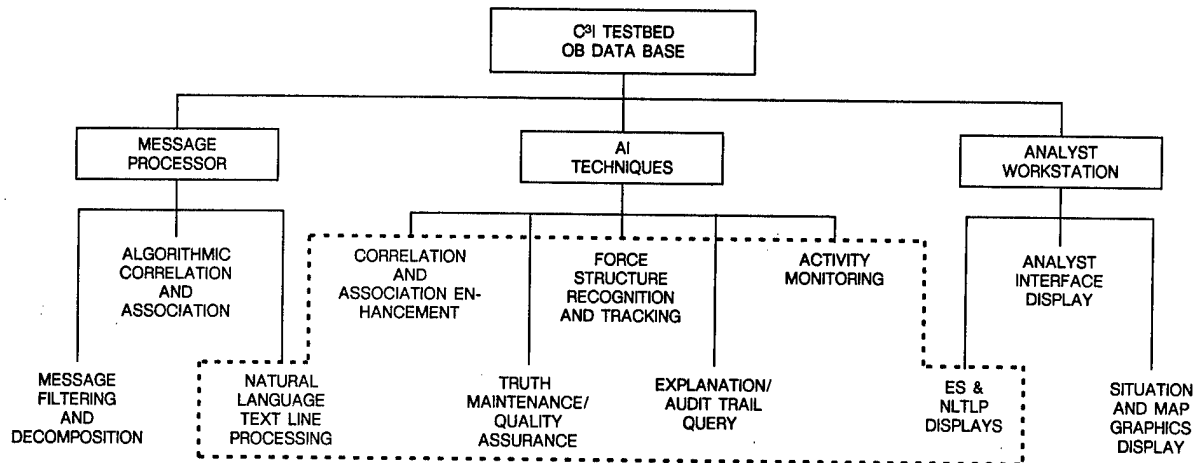 C³I TESTBED
OB DATA BASE
MESSAGE
PROCESSOR
AI
TECHNIQUES
ANALYST
WORKSTATION
ALGORITHMIC
CORRELATION
AND
ASSOCIATION
CORRELATION
AND
ASSOCIATION EN-
HANCEMENT
FORCE
STRUCTURE
RECOGNITION
AND TRACKING
ACTIVITY
MONITORING
ANALYST
INTERFACE
DISPLAY
MESSAGE
FILTERING
AND
DECOMPOSITION
NATURAL
LANGUAGE
TEXT LINE
PROCESSING
TRUTH
MAINTENANCE/
QUALITY
ASSURANCE
EXPLANATION/
AUDIT TRAIL
QUERY
ES &
NLTLP
DISPLAYS
SITUATION
AND MAP
GRAPHICS
DISPLAY